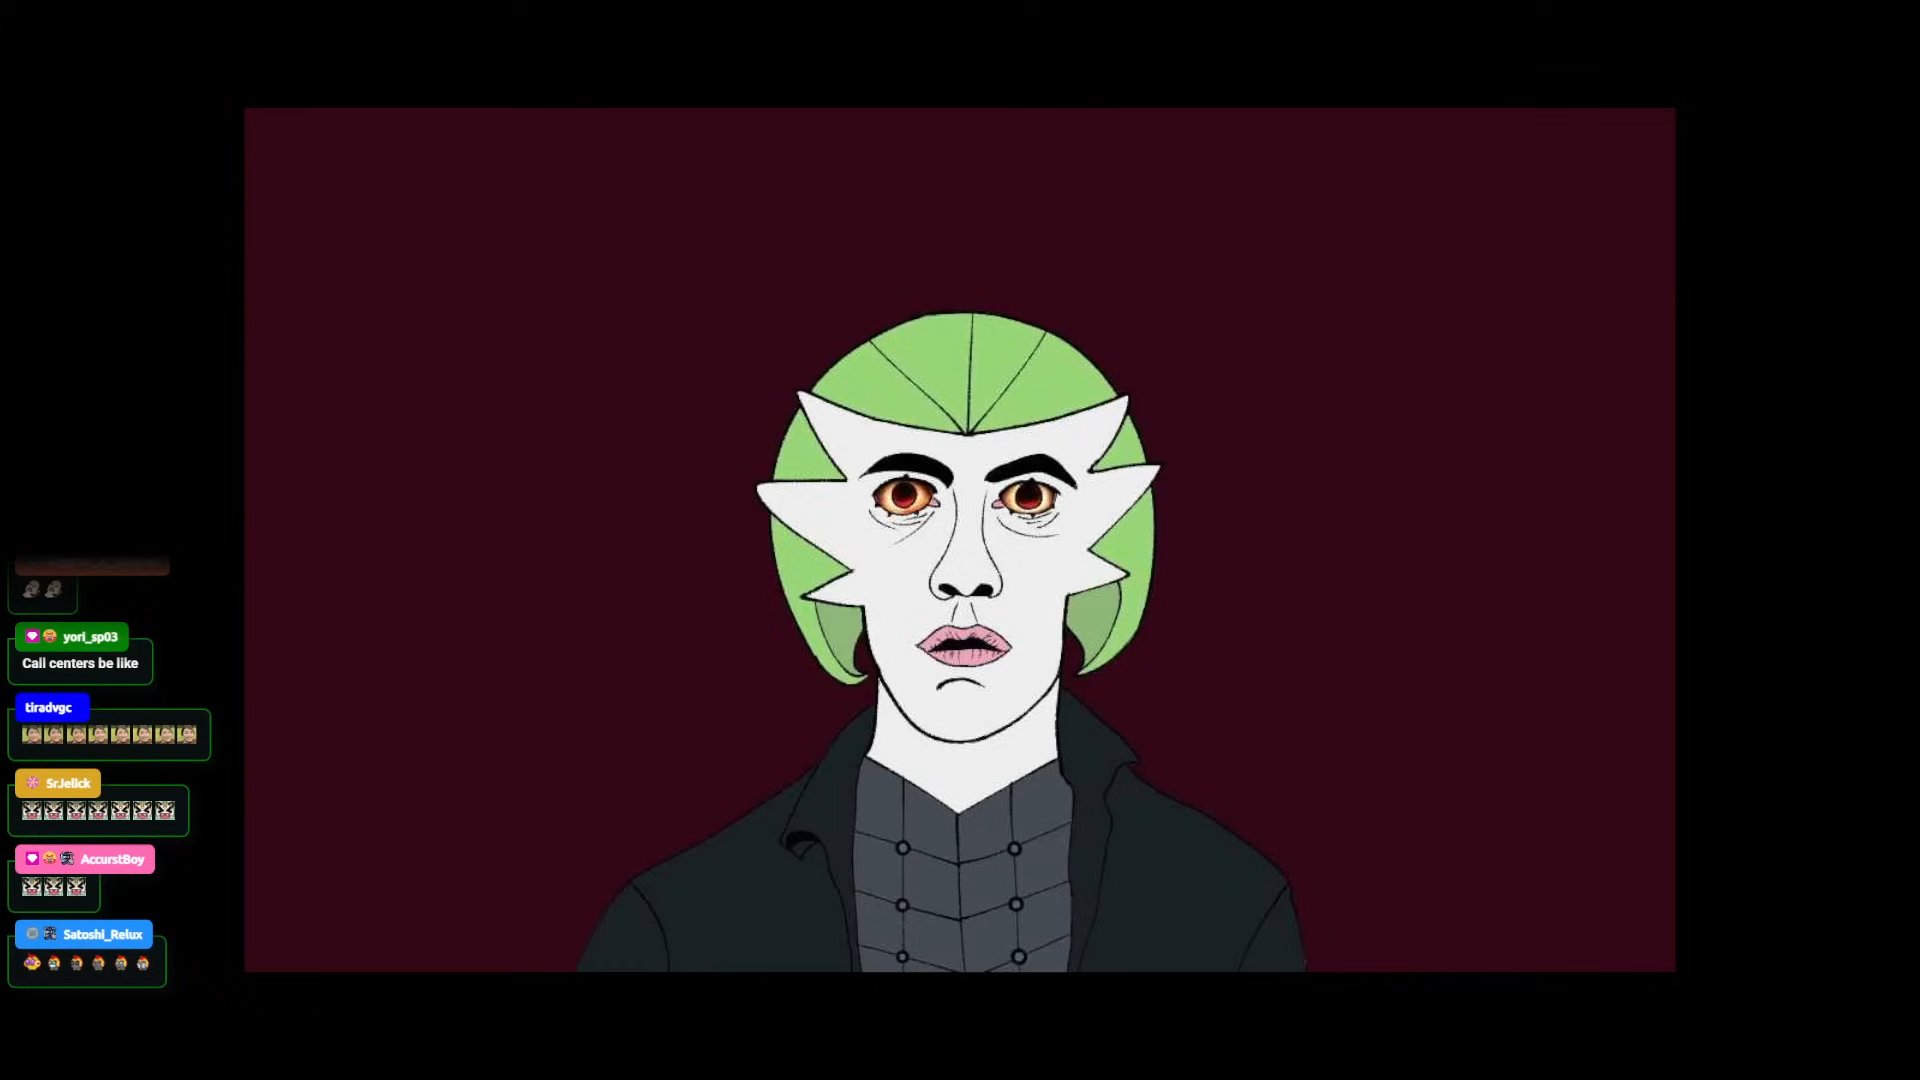 yori_sp03
Call centers be like
tiradvgc
SrJelick
AccurstBoy
Satoshi_Relux